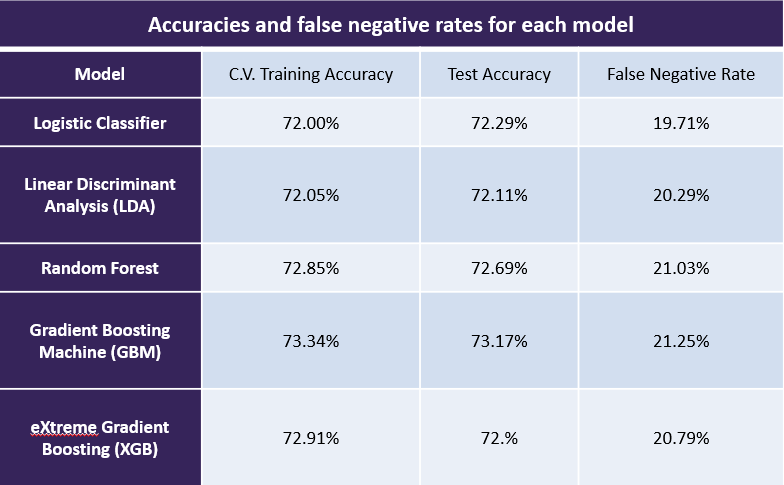 Accuracies and false negative rates for each model
Model C.V. Training Accuracy Test Accuracy False Negative Rate
Logistic Classifier 72.00% 72.29% 19.71%
Linear Discriminant
Analysis (LDA) 72.05% 72.11% 20.29%
Random Forest 72.85% 72.69% 21.03%
Gradient Boosting
Machine (GBM) 73.34% 73.17% 21.25%
eXtreme Gradient
Boosting (XGB) 72.91% 72.% 20.79%